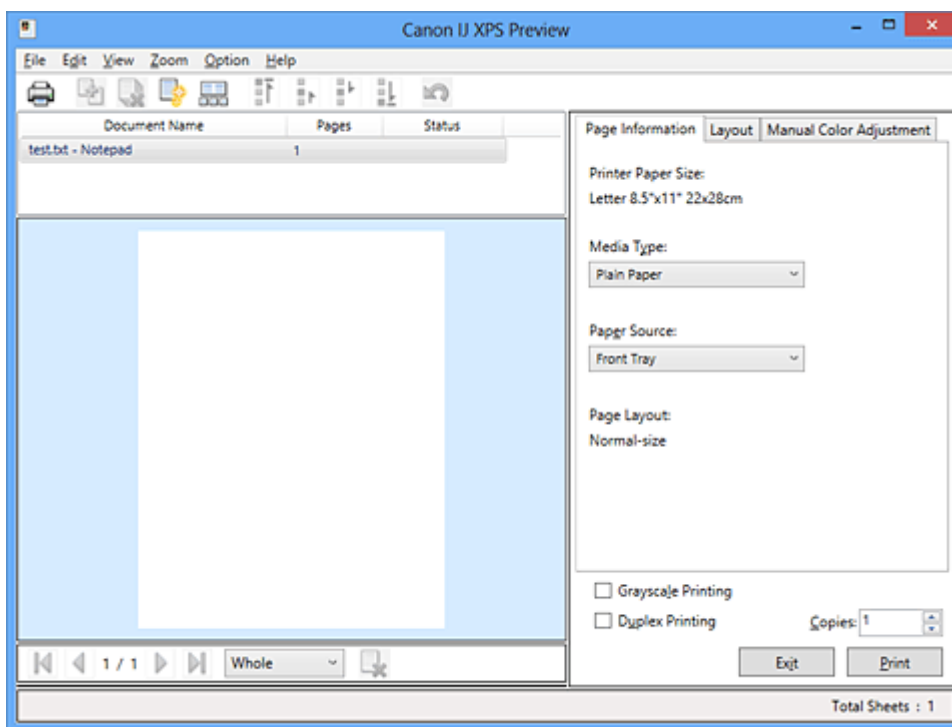 Canon IJ XPS Preview
File Edit View Zoom Option Help
Document Name Pages Status
test.txt - Notepad 1
Page Information Layout Manual Color Adjustment
Printer Paper Size:
Letter 8.5"x11" 22x28cm
Media Type:
Plain Paper
Paper Source:
Front Tray
Page Layout:
Normal-size
Grayscale Printing
Duplex Printing
Copies: 1
1 / 1 Whole
Exit Print
Total Sheets : 1